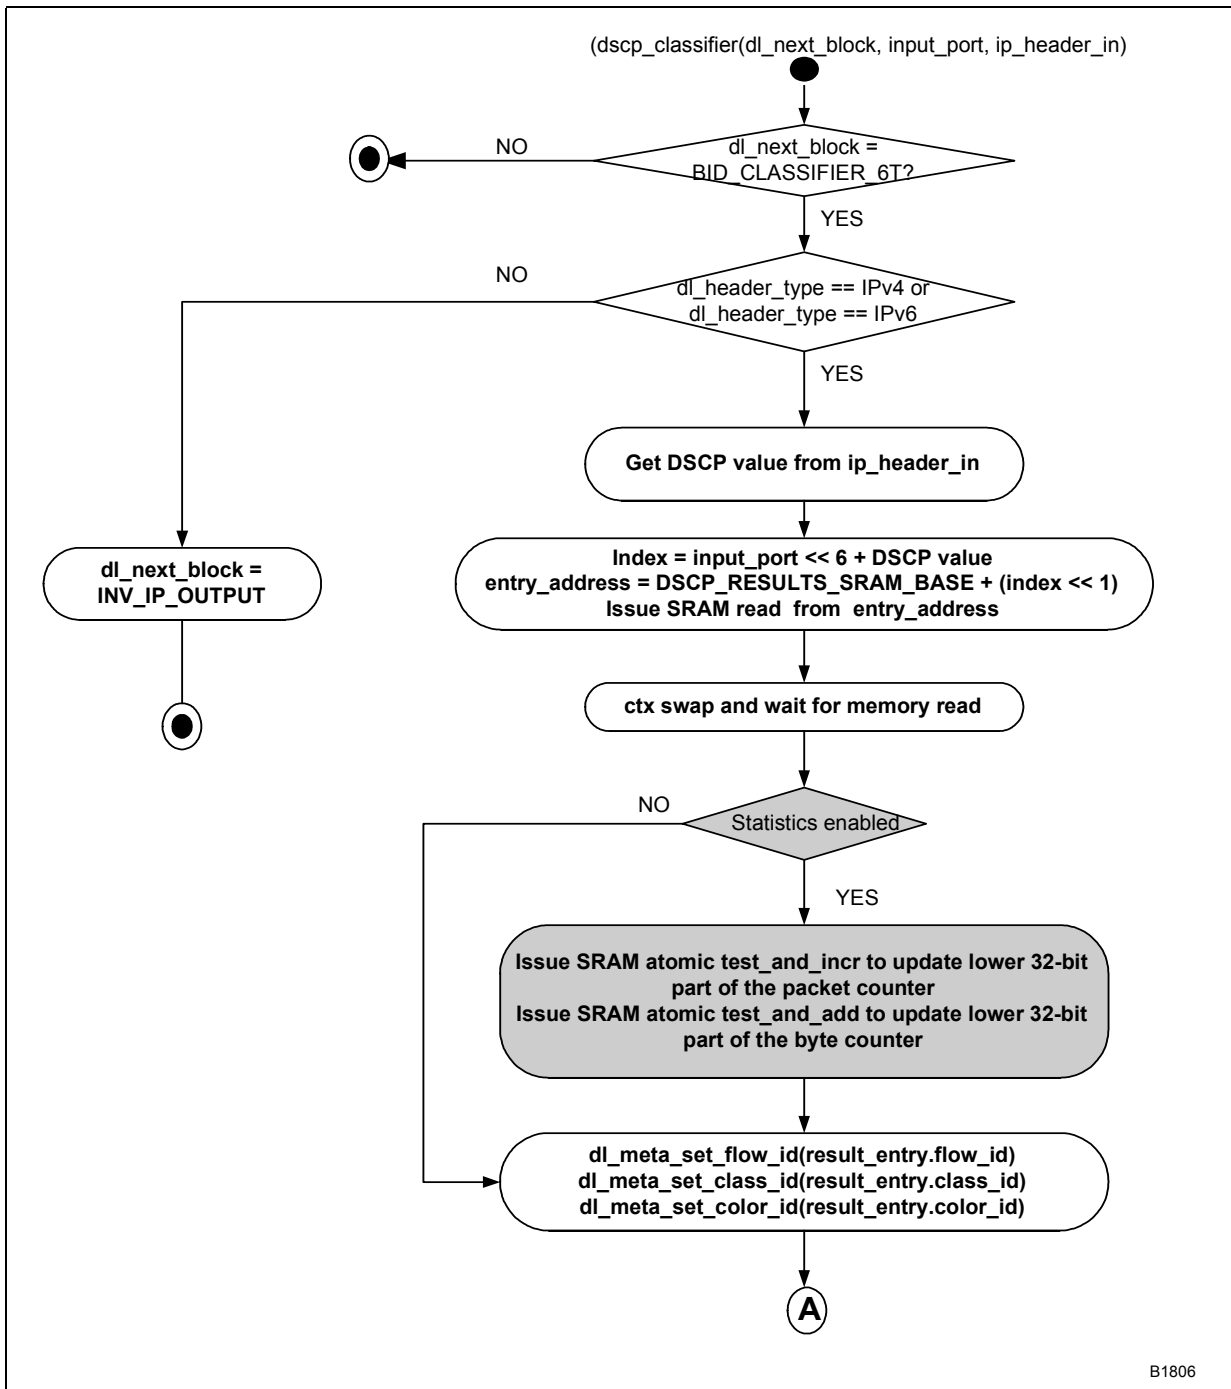 (dscp_classifier(dl_next_block, input_port, ip_header_in)
NO
dl_next_block =
BID_CLASSIFIER_6T?
YES
NO
dl_header_type == IPv4 or
dl_header_type == IPv6
YES
Get DSCP value from ip_header_in
Index = input_port << 6 + DSCP value
entry_address = DSCP_RESULTS_SRAM_BASE + (index << 1)
Issue SRAM read from entry_address
dl_next_block =
INV_IP_OUTPUT
ctx swap and wait for memory read
NO
Statistics enabled
YES
Issue SRAM atomic test_and_incr to update lower 32-bit
part of the packet counter
Issue SRAM atomic test_and_add to update lower 32-bit
part of the byte counter
dl_meta_set_flow_id(result_entry.flow_id)
dl_meta_set_class_id(result_entry.class_id)
dl_meta_set_color_id(result_entry.color_id)
A
B1806